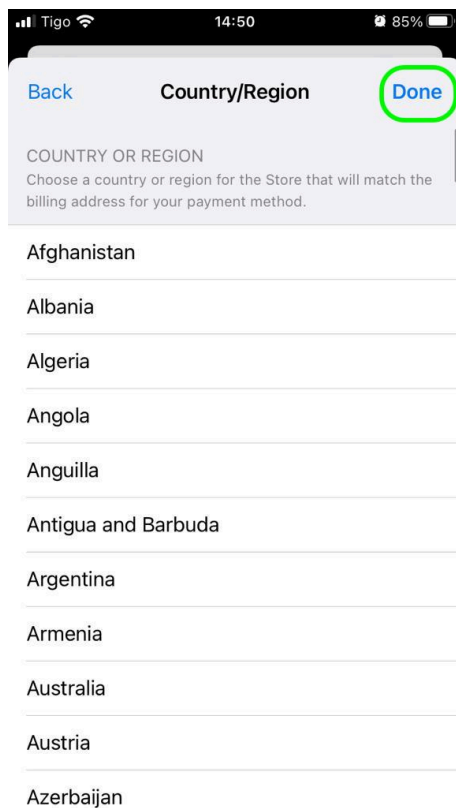 Tigo 14:50 85%
Back Country/Region Done
COUNTRY OR REGION
Choose a country or region for the Store that will match the
billing address for your payment method.
Afghanistan
Albania
Algeria
Angola
Anguilla
Antigua and Barbuda
Argentina
Armenia
Australia
Austria
Azerbaijan